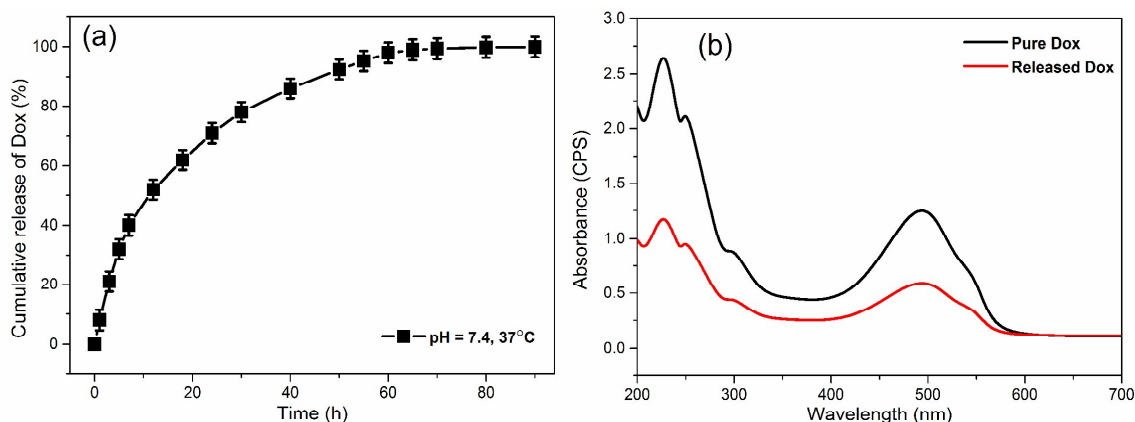 (a)
Cumulative release of Dox (%)
100
80
60
40
20
0
pH = 7.4, 37°C
0 20 40 60 80
Time (h)
(b)
Pure Dox
Released Dox
Absorbance (CPS)
3.0
2.5
2.0
1.5
1.0
0.5
0.0
200 300 400 500 600 700
Wavelength (nm)